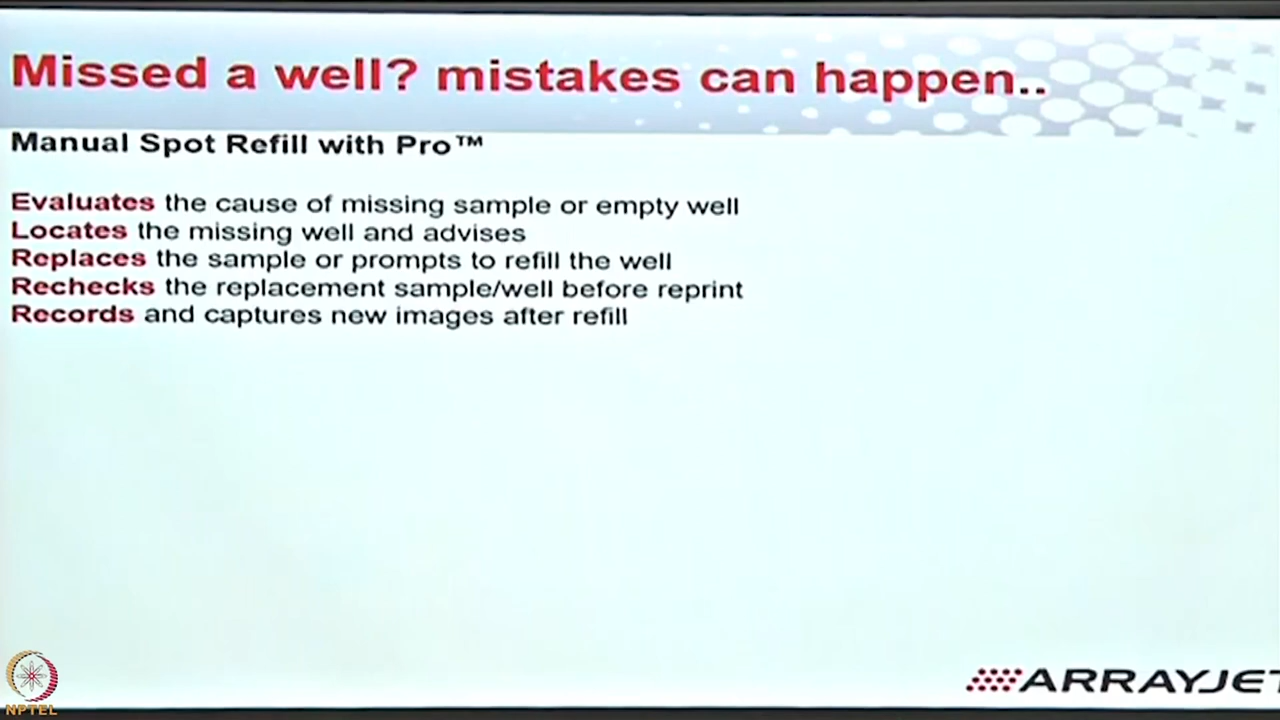 Missed a well? mistakes can happen..
Manual Spot Refill with Pro™
Evaluates the cause of missing sample or empty well
Locates the missing well and advises
Replaces the sample or prompts to refill the well
Rechecks the replacement sample/well before reprint
Records and captures new images after refill
ARRAYJET
NPTEL